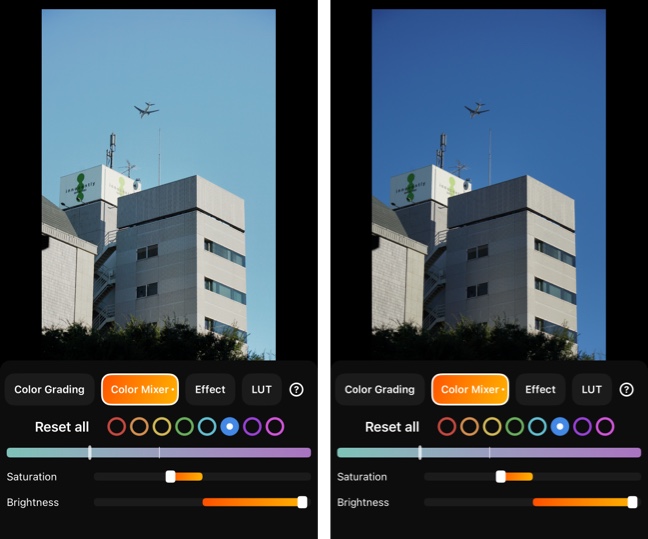 Color Grading Color Mixer Effect LUT ?
Reset all
Saturation
Brightness
Color Grading Color Mixer Effect LUT ?
Reset all
Saturation
Brightness